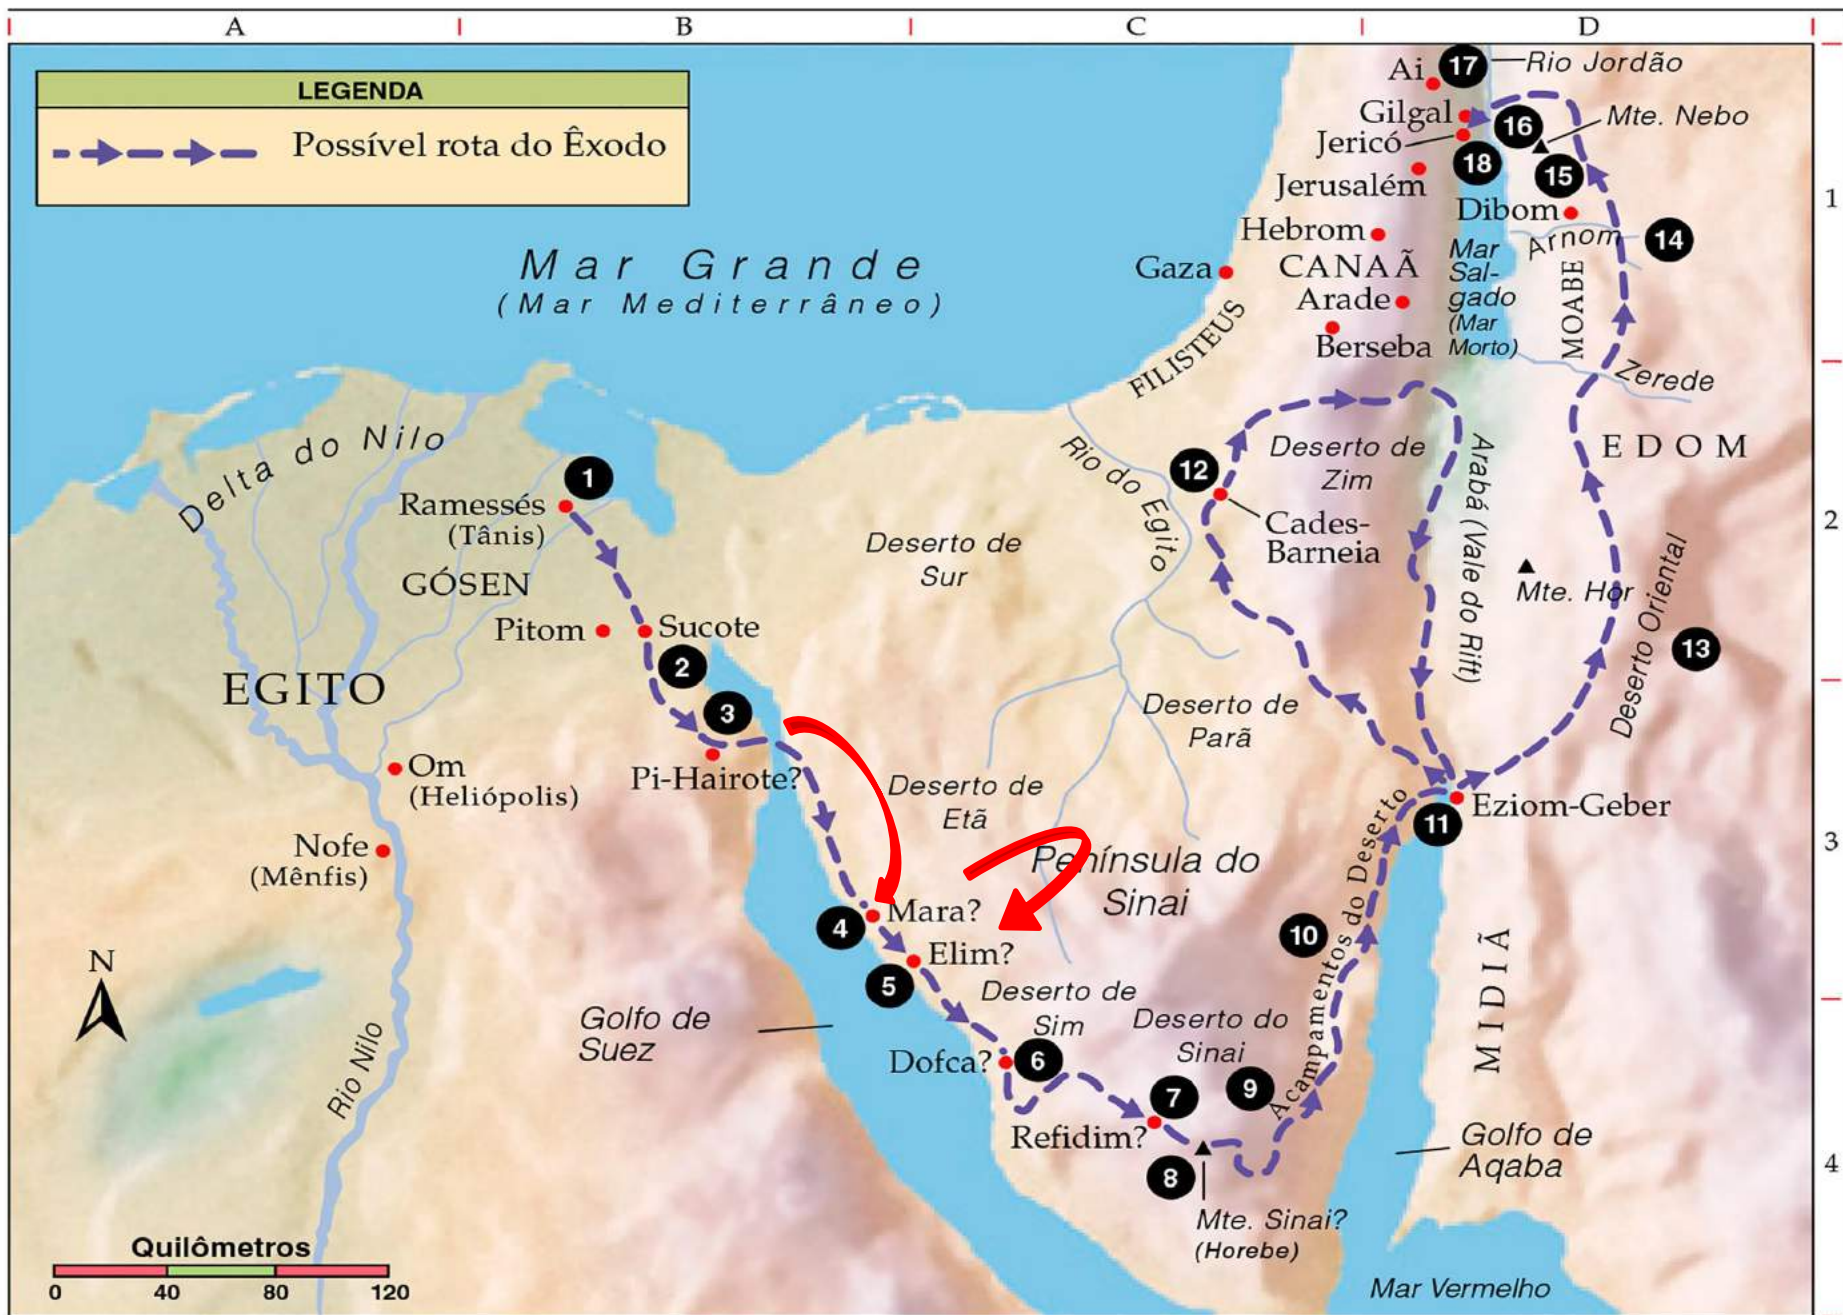 A
B
C
D
LEGENDA
Possível rota do Êxodo
Mar Grande
(Mar Mediterrâneo)
Ai
17
Rio Jordão
Gilgal
16
Mte. Nebo
Jericó
18
15
Jerusalém
1
Dibom
Arnom
14
Hebrom
Gaza
CANAÃ
Mar
Sal-
gado
(Mar
Morto)
MOABE
Arade
Berseba
FILISTEUS
Zerede
Delta do Nilo
1
Ramessés
(Tânis)
GÓSEN
Pitom
Sucote
2
EGITO
3
Pi-Hairote?
Om
(Heliópolis)
Nofe
(Mênfis)
Rio do Egito
12
Deserto de
Zim
Cades-
Barneia
Arabá (Vale do Rift)
EDOM
2
Deserto de
Sur
Mte. Hor
Deserto Oriental
13
Deserto de
Parã
Deserto de
Etã
Eziom-Geber
11
3
Península do
Sinai
4
Mara?
5
Elim?
10
Acampamentos do Deserto
MIDIÃ
N
Rio Nilo
Golfo de
Suez
Deserto de
Sim
Deserto do
Sinai
Dofca?
6
7
9
Refidim?
8
Mte. Sinai?
(Horebe)
Golfo de
Aqaba
4
Quilômetros
0 40 80 120
Mar Vermelho